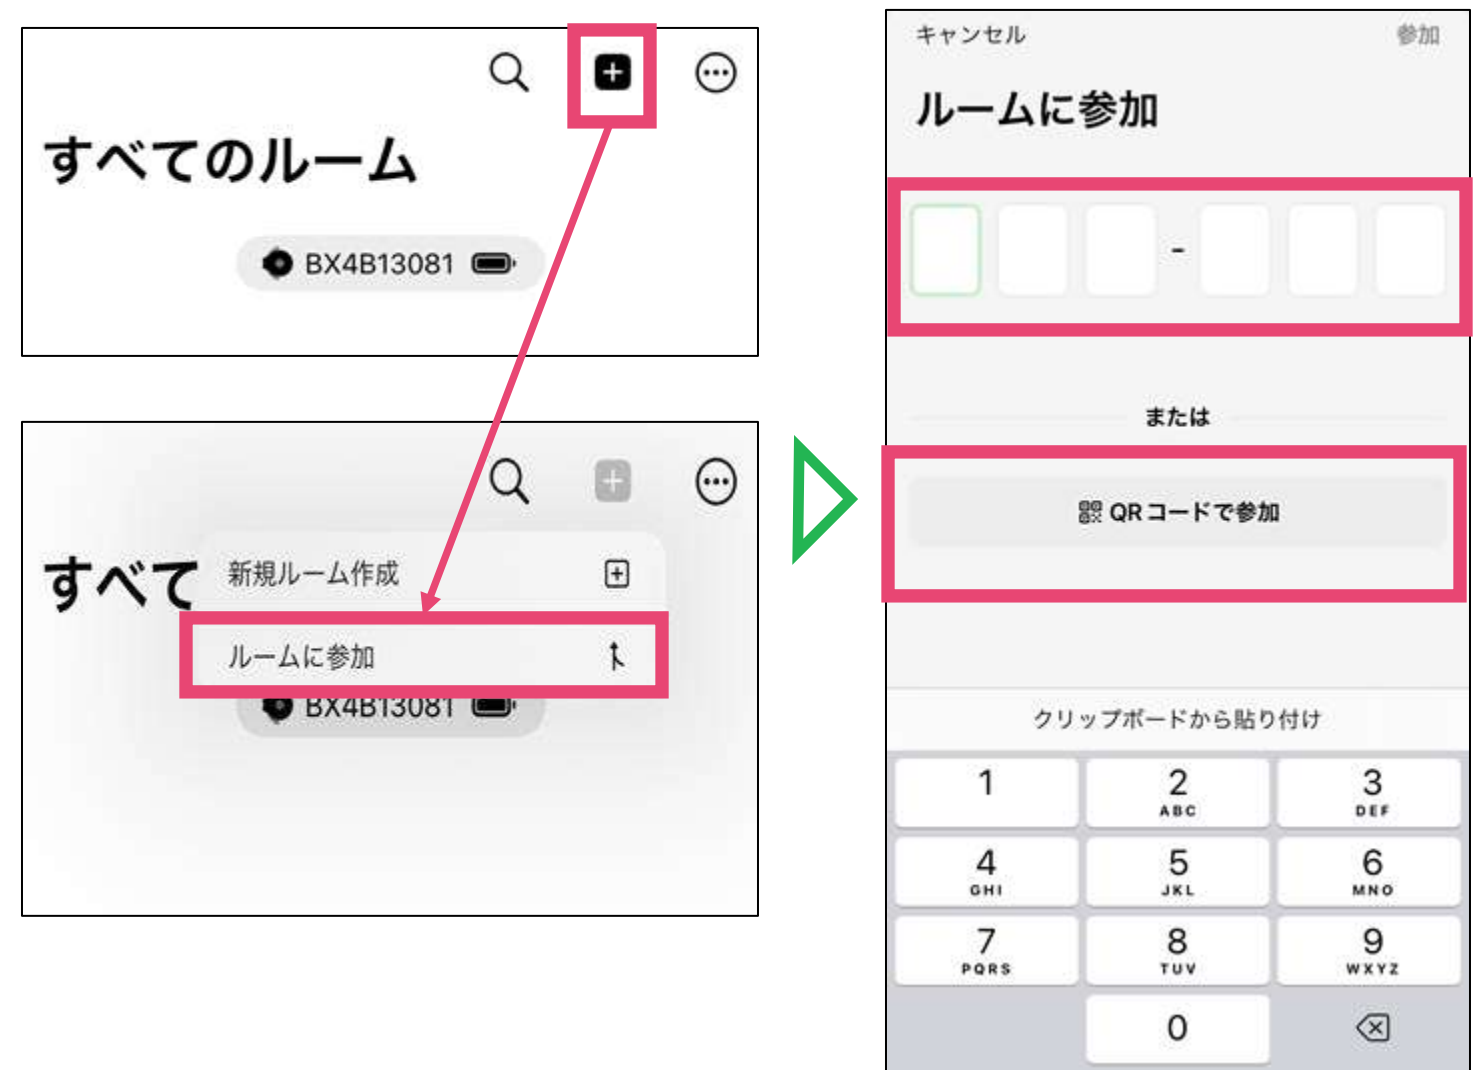 すべてのルーム
BX4B13081
すべて
新規ルーム作成
ルームに参加
BX4B13081
キャンセル
参加
ルームに参加
-
または
QRコードで参加
クリップボードから貼り付け
1
2
3
ABC
DEF
4
5
6
GHI
JKL
MNO
7
8
9
PQRS
TUV
WXYZ
0